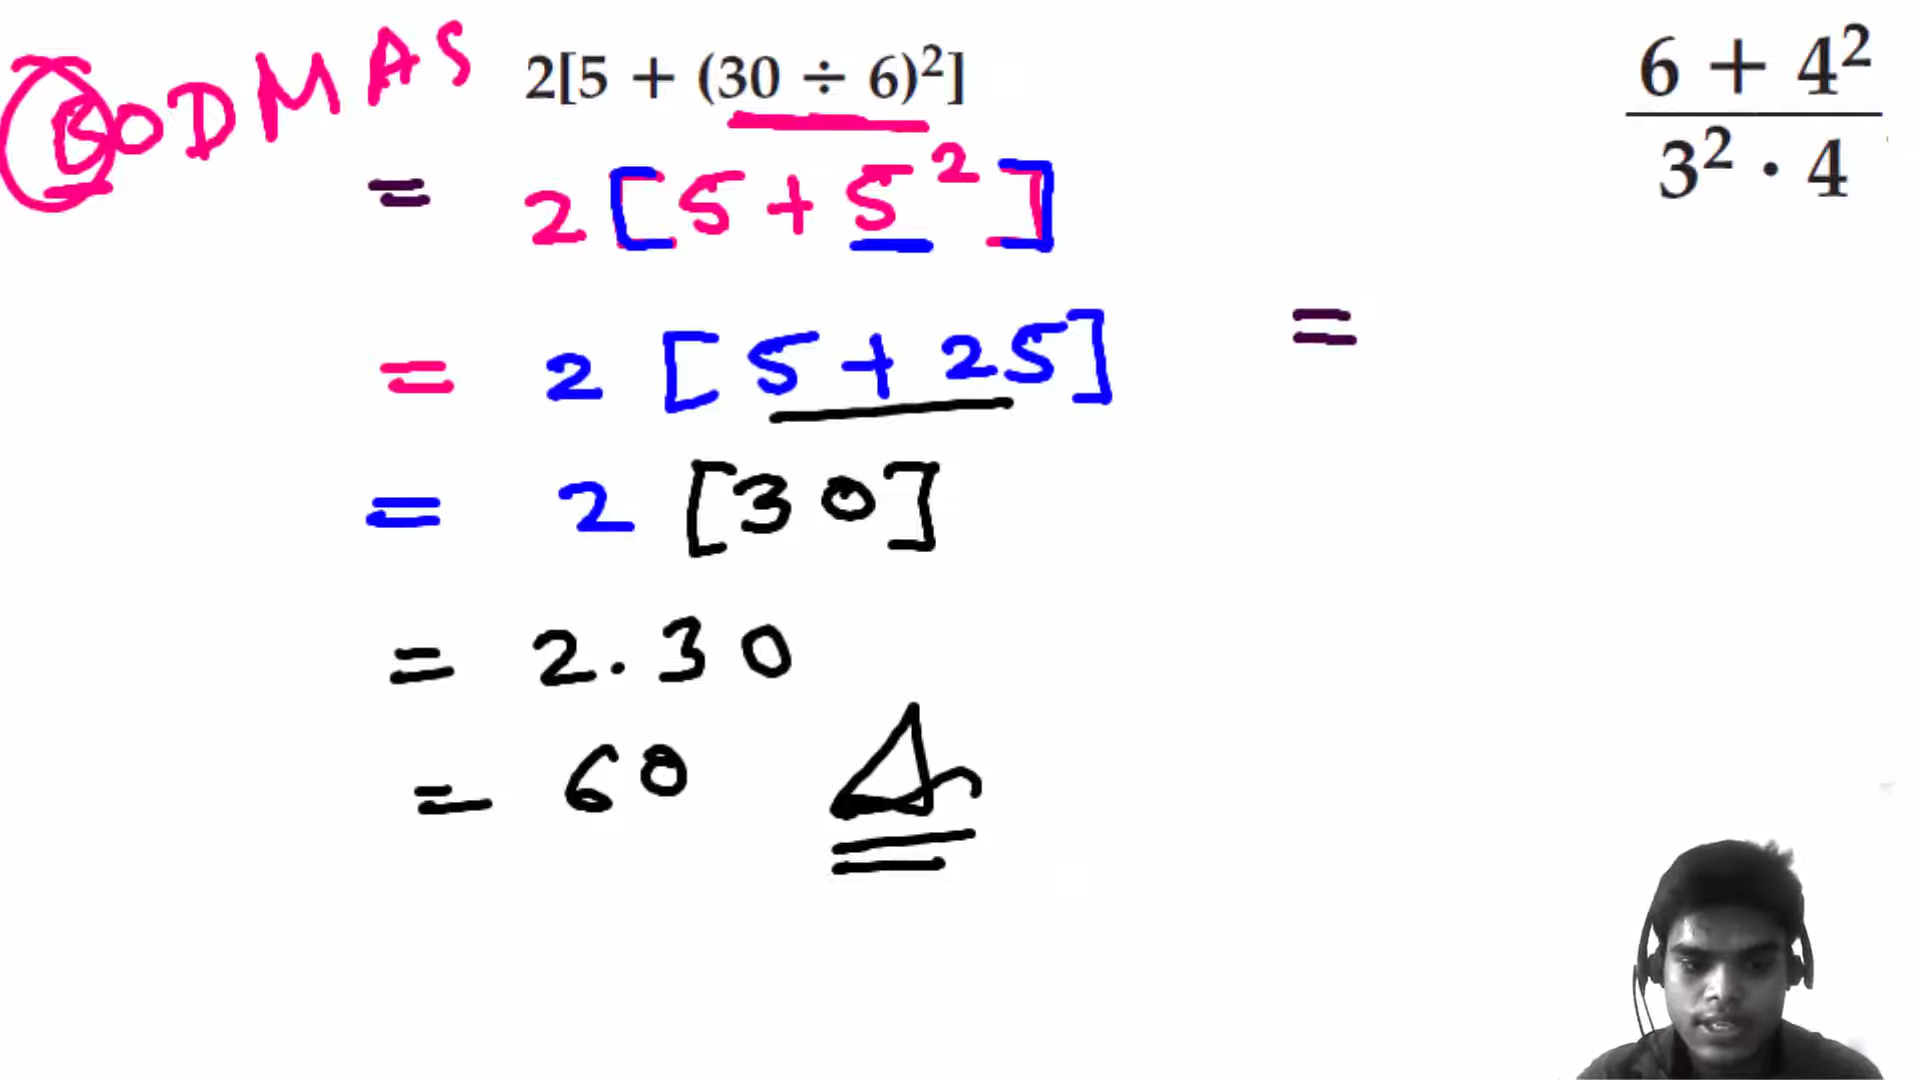 BODMAS
2[5 + (30 ÷ 6)²]
= 2[5+5²]
= 2[5+25]
= 2[30]
= 2.30
= 60
6 + 4²
3² · 4
=